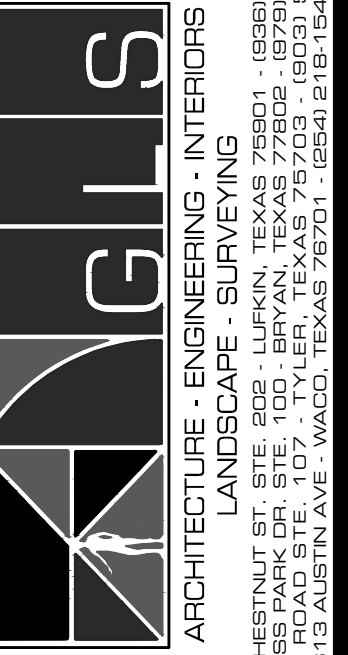 GLS
ARCHITECTURE - ENGINEERING - INTERIORS
LANDSCAPE - SURVEYING
HESTNUT ST. STE. 202 - LUFKIN, TEXAS 75901 - (936)
SS PARK DR. STE. 100 - BRYAN, TEXAS 77802 - (979)
ROAD STE. 107 - TYLER, TEXAS 75703 - (903)
13 AUSTIN AVE - WACO, TEXAS 76701 - (254) 218-154